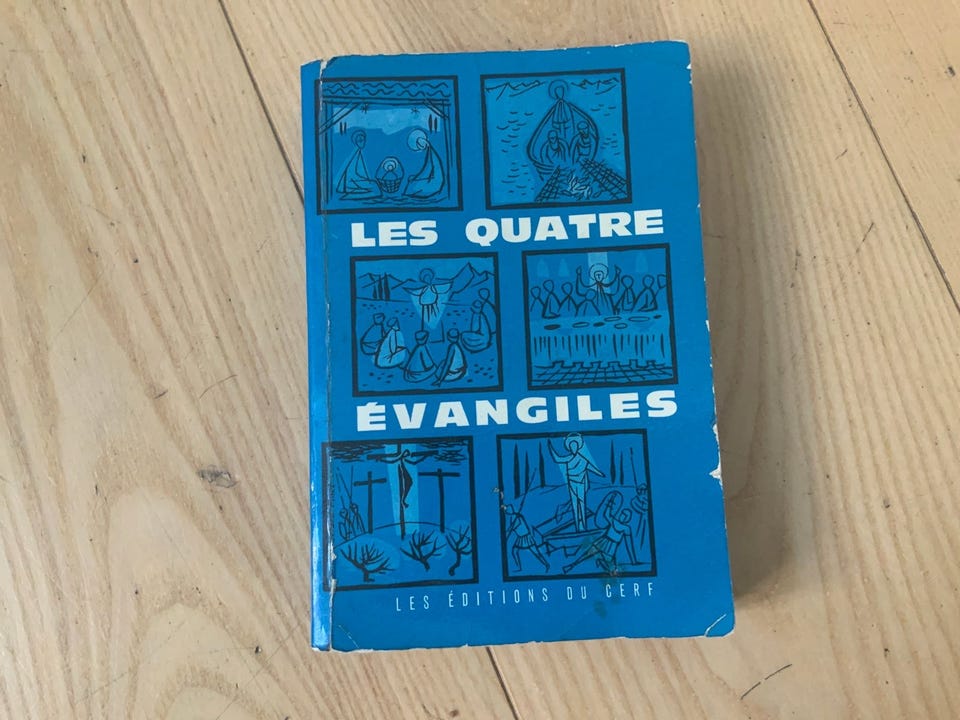 LES QUATRE
ÉVANGILES
LES ÉDITIONS DU CERF